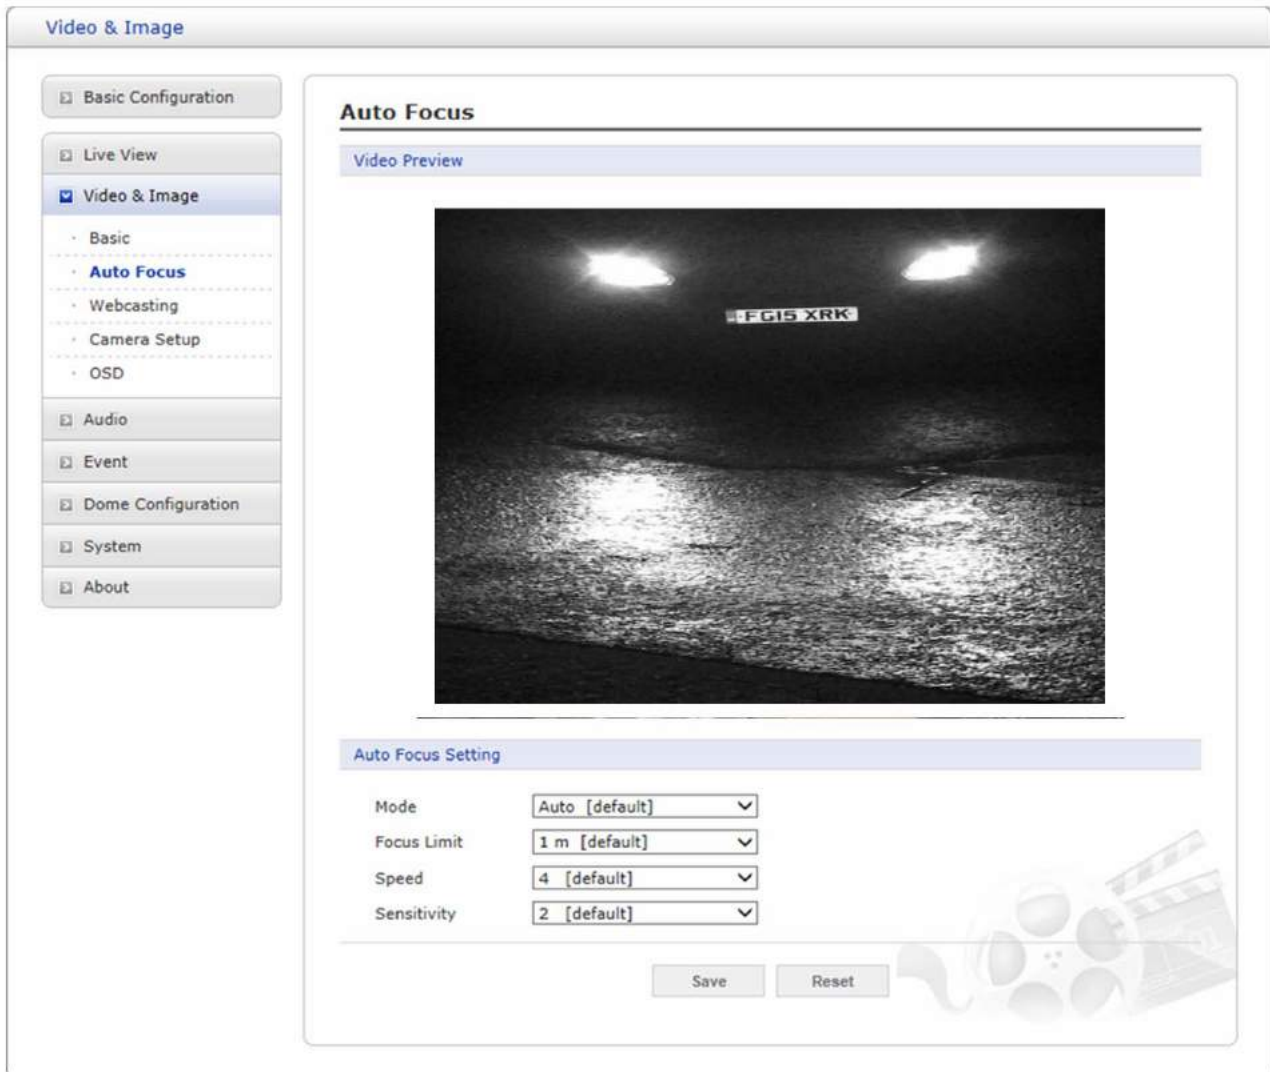 Video & Image
Basic Configuration
Live View
Video & Image
Basic
Auto Focus
Webcasting
Camera Setup
OSD
Audio
Event
Dome Configuration
System
About
Auto Focus
Video Preview
FG15 XRK
Auto Focus Setting
Mode Auto [default]
Focus Limit 1 m [default]
Speed 4 [default]
Sensitivity 2 [default]
Save Reset